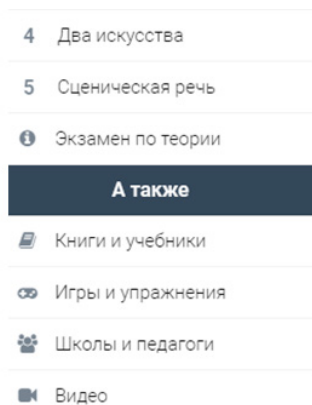 4 Два искусства
5 Сценическая речь
Экзамен по теории
А также
Книги и учебники
Игры и упражнения
Школы и педагоги
Видео